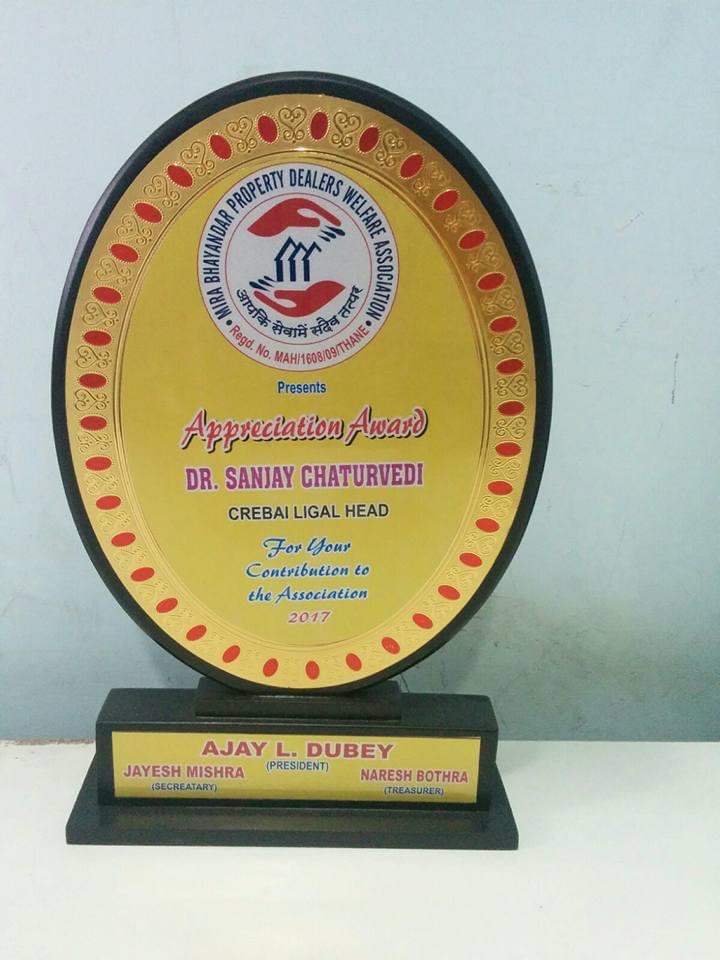 • MIRA BHAYANDAR PROPERTY DEALERS WELFARE ASSOCIATION •
आपकि सेवामें सदैव तत्पर
Regd. No. MAH/1608/09/THANE
Presents
Appreciation Award
DR. SANJAY CHATURVEDI
CREBAI LIGAL HEAD
For Your
Contribution to
the Association
2017
AJAY L. DUBEY
(PRESIDENT)
JAYESH MISHRA NARESH BOTHRA
(SECREATARY) (TREASURER)